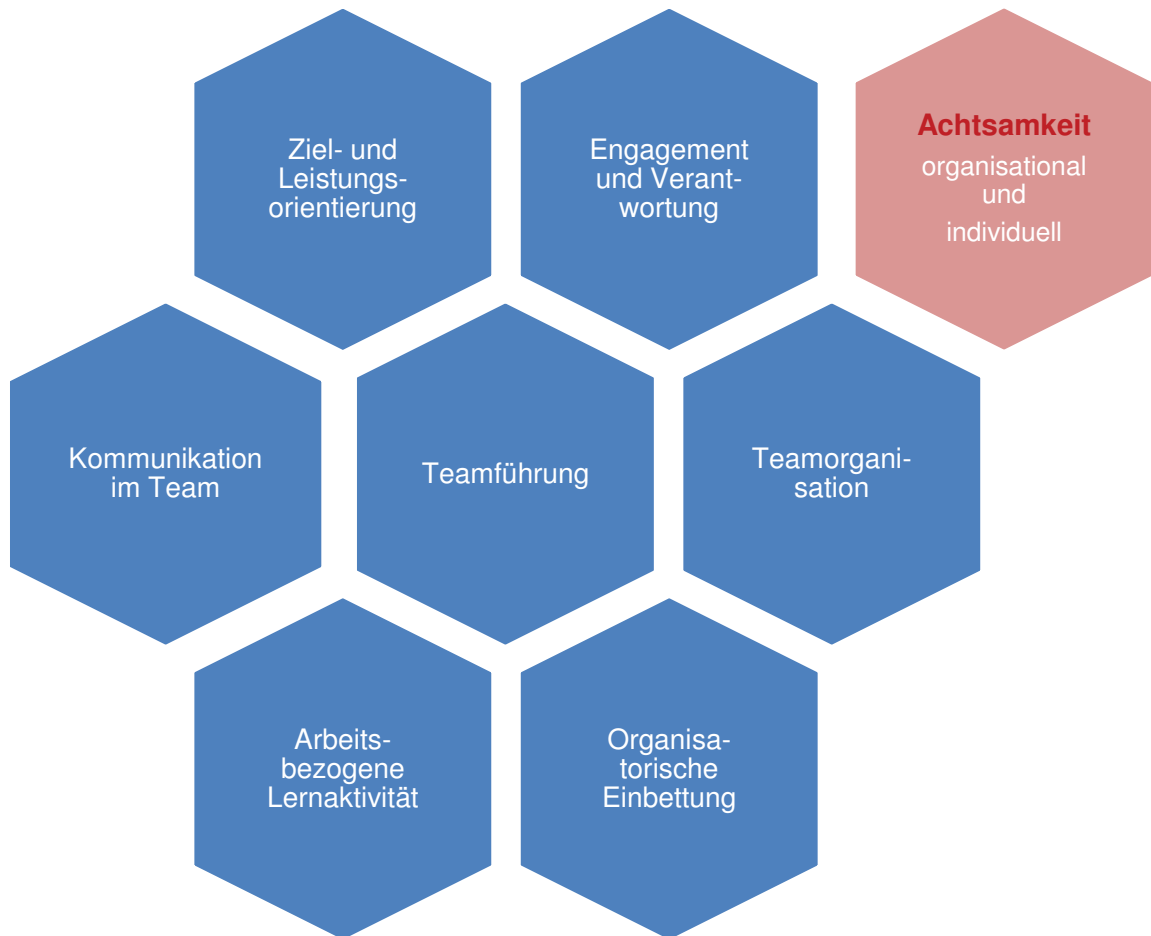 Ziel- und
Leistungs-
orientierung
Engagement
und Verant-
wortung
Achtsamkeit
organisational
und
individuell
Kommunikation
im Team
Teamführung
Teamorgani-
sation
Arbeits-
bezogene
Lernaktivität
Organisa-
torische
Einbettung